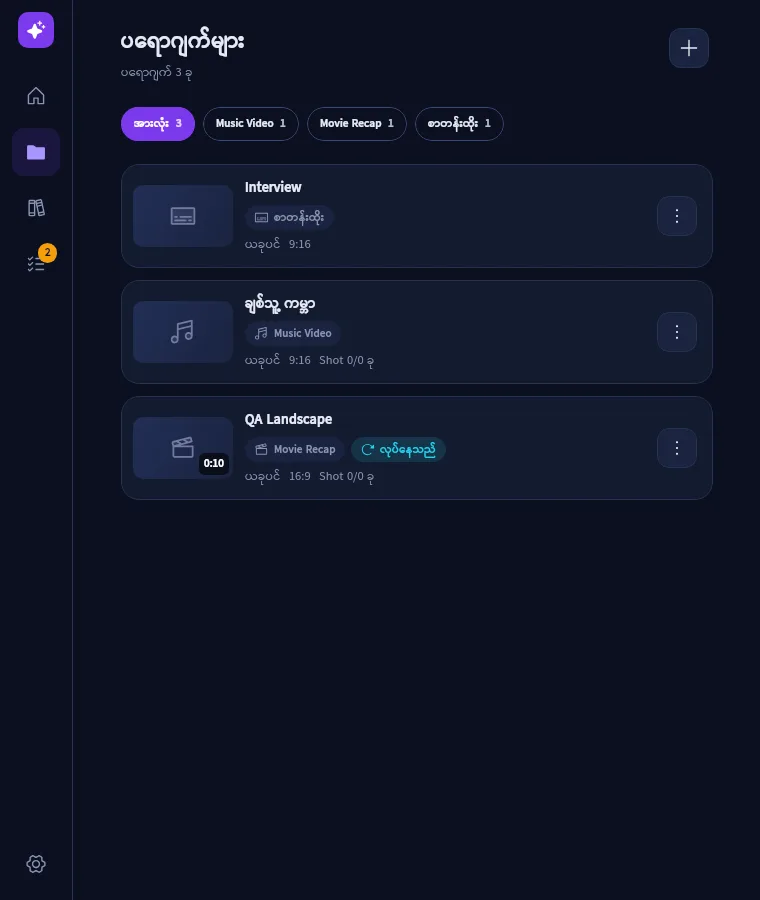 ပရောဂျက်များ
ပရောဂျက် 3 ခု
အားလုံး 3
Music Video 1
Movie Recap 1
စာတန်းထိုး 1
2
Interview
စာတန်းထိုး
ယခုပင် 9:16
ချစ်သူ့ ကမ္ဘာ
Music Video
ယခုပင် 9:16 Shot 0/0 ခု
QA Landscape
0:10
Movie Recap လုပ်နေသည်
ယခုပင် 16:9 Shot 0/0 ခု